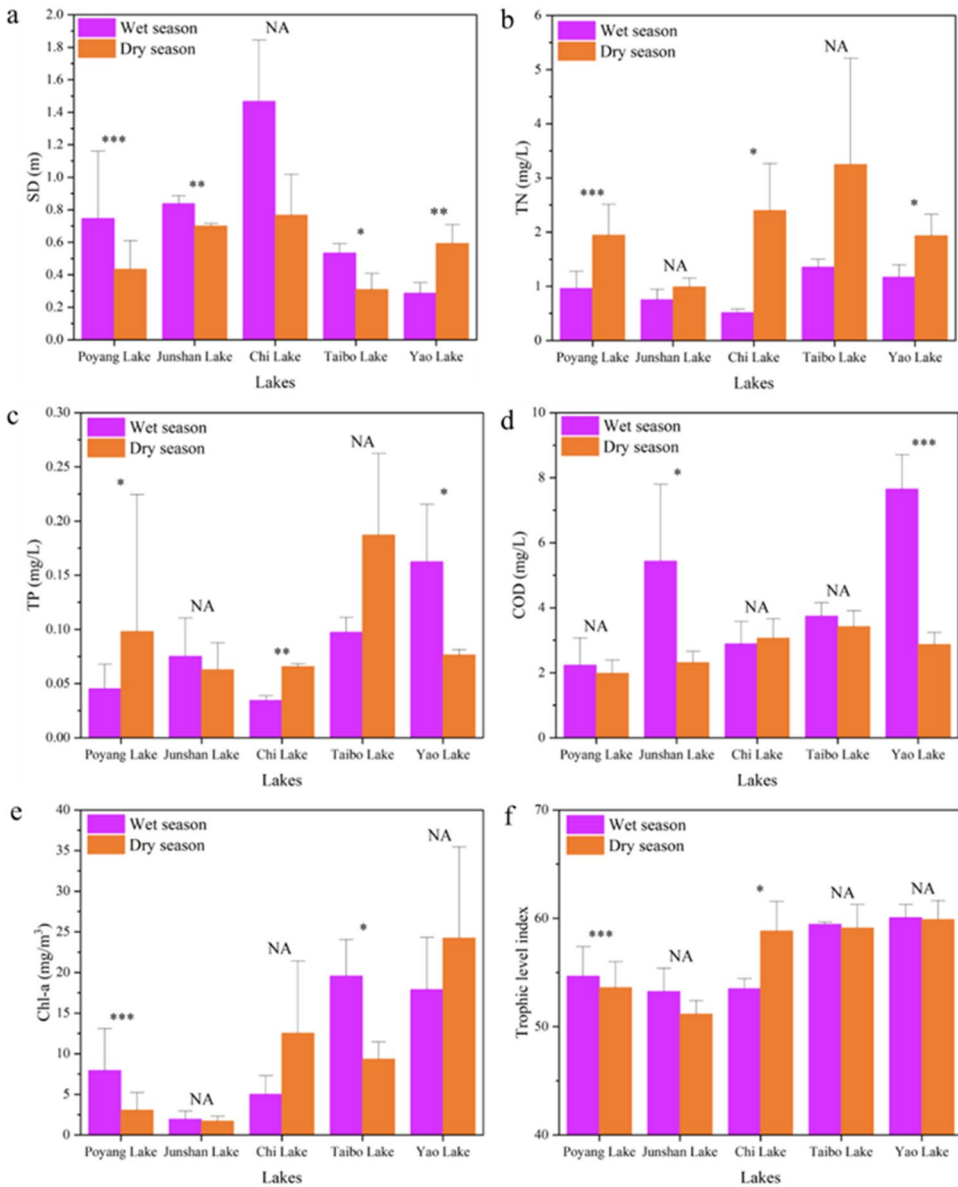 a
Wet season
Dry season
SD (m)
2.0
1.8
1.6
1.4
1.2
1.0
0.8
0.6
0.4
0.2
0.0
***
**
NA
*
**
Poyang Lake Junshan Lake Chi Lake Taibo Lake Yao Lake
Lakes
b
Wet season
Dry season
TN (mg/L)
6
5
4
3
2
1
0
***
NA
*
NA
*
Poyang Lake Junshan Lake Chi Lake Taibo Lake Yao Lake
Lakes
c
Wet season
Dry season
TP (mg/L)
0.30
0.25
0.20
0.15
0.10
0.05
0.00
*
NA
**
NA
*
Poyang Lake Junshan Lake Chi Lake Taibo Lake Yao Lake
Lakes
d
Wet season
Dry season
COD (mg/L)
10
8
6
4
2
0
NA
*
NA
NA
***
Poyang Lake Junshan Lake Chi Lake Taibo Lake Yao Lake
Lakes
e
Wet season
Dry season
Chl-a (mg/m³)
40
35
30
25
20
15
10
5
0
***
NA
NA
*
NA
Poyang Lake Junshan Lake Chi Lake Taibo Lake Yao Lake
Lakes
f
Wet season
Dry season
Trophic level index
70
60
50
40
***
NA
*
NA
NA
Poyang Lake Junshan Lake Chi Lake Taibo Lake Yao Lake
Lakes